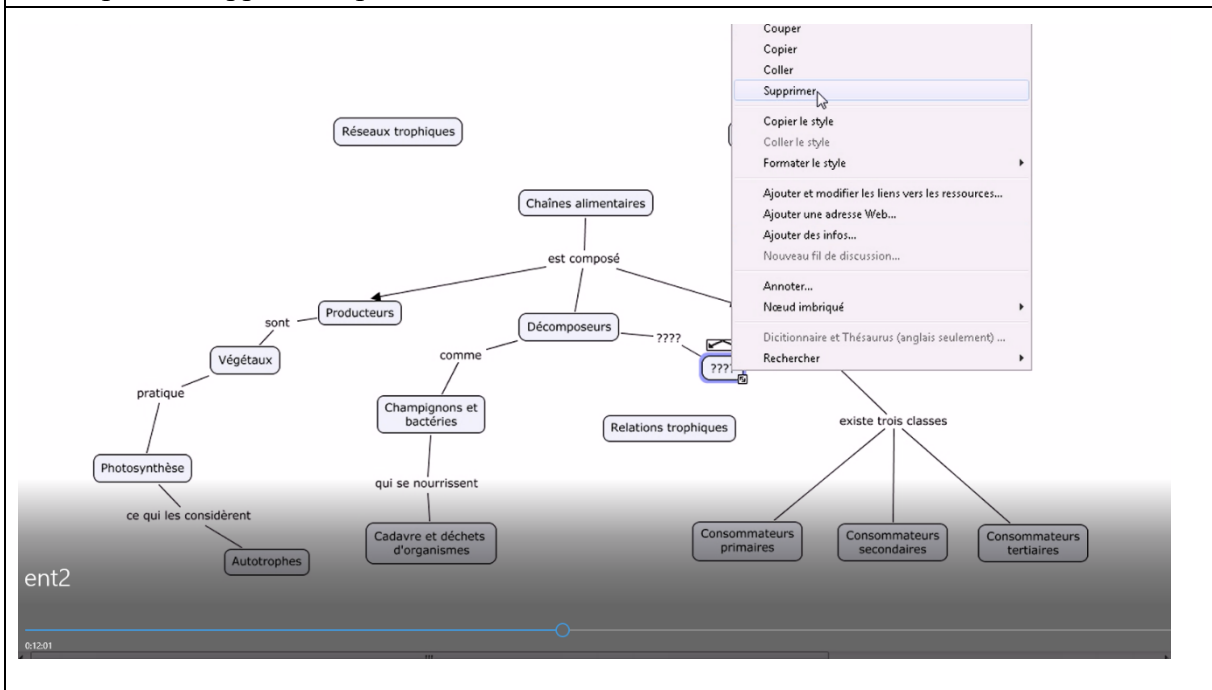 Couper
Copier
Coller
Supprimer
Copier le style
Coller le style
Formater le style
Ajouter et modifier les liens vers les ressources...
Ajouter une adresse Web...
Ajouter des infos...
Nouveau fil de discussion...
Annoter...
Nœud imbriqué
Dicitionnaire et Thésaurus (anglais seulement) ...
Rechercher
Réseaux trophiques
Chaînes alimentaires
est composé
Producteurs
sont
Décomposeurs
????
????
comme
Végétaux
pratique
Champignons et
bactéries
Relations trophiques
existe trois classes
Photosynthèse
qui se nourrissent
ce qui les considèrent
Cadavre et déchets
d'organismes
Autotrophes
Consommateurs
primaires
Consommateurs
secondaires
Consommateurs
tertiaires
ent2
0:12:01